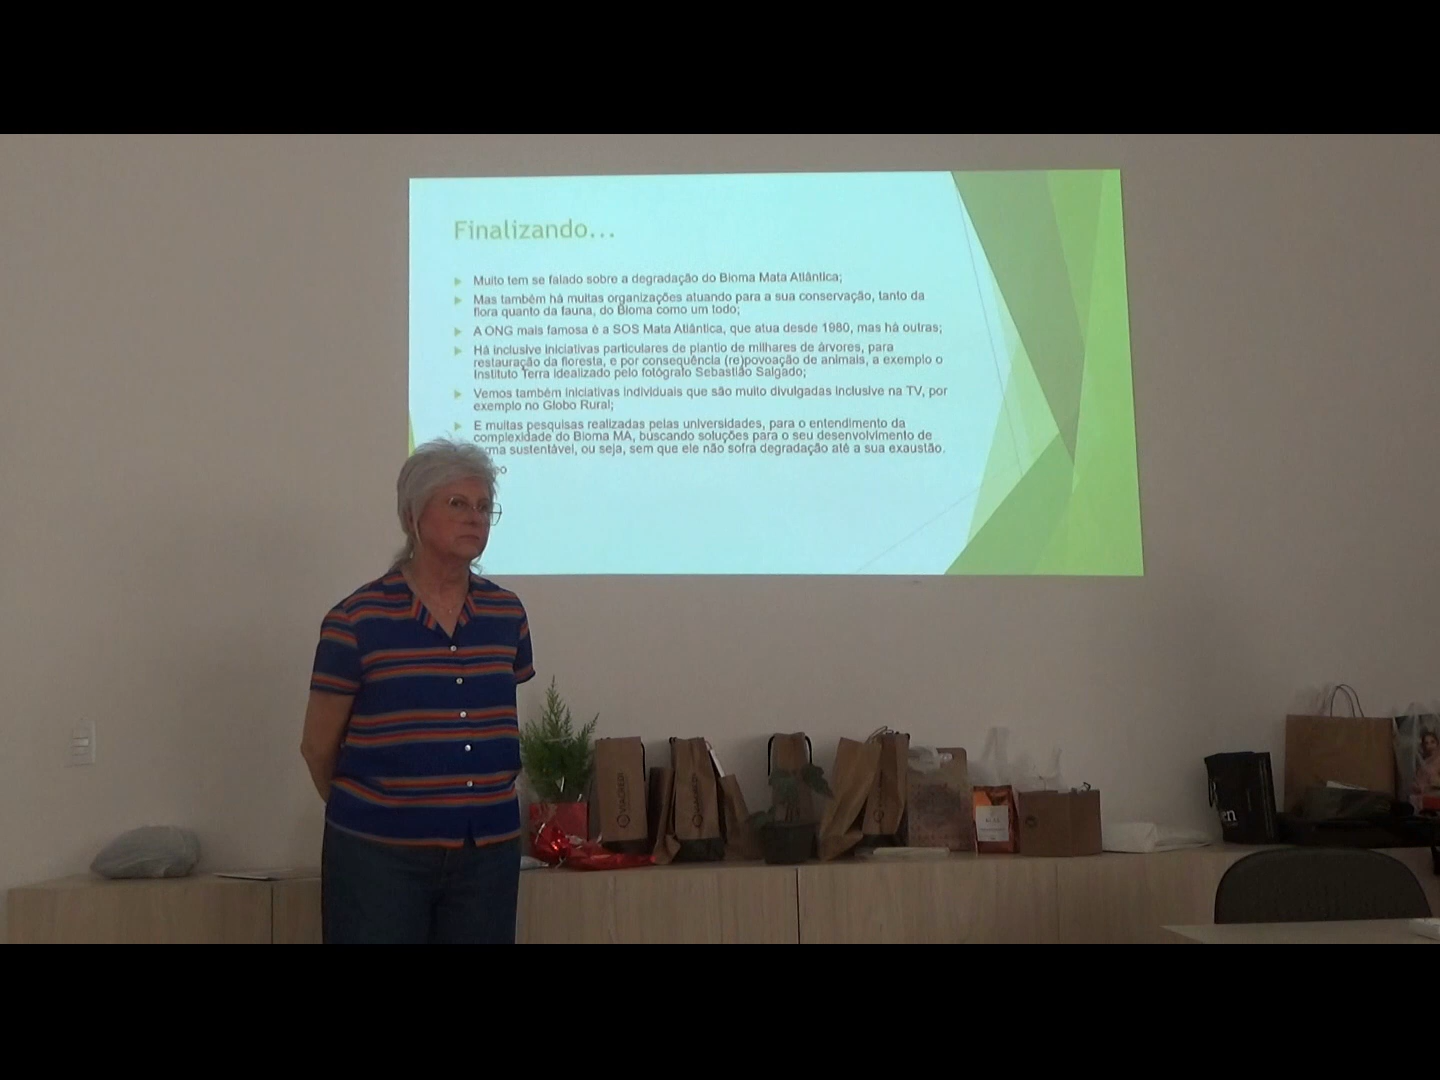 Finalizando...
Muito tem se falado sobre a degradação do Bioma Mata Atlântica;
Mas também há muitas organizações atuando para a sua conservação, tanto da
flora quanto da fauna, do Bioma como um todo;
A ONG mais famosa é a SOS Mata Atlântica, que atua desde 1980, mas há outras;
Há inclusive iniciativas particulares de plantio de milhares de árvores, para
restauração da floresta, e por consequência (re)povoação de animais, a exemplo o
Instituto Terra idealizado pelo fotógrafo Sebastião Salgado;
Vemos também iniciativas individuais que são muito divulgadas inclusive na TV, por
exemplo no Globo Rural;
E muitas pesquisas realizadas pelas universidades, para o entendimento da
complexidade do Bioma MA, buscando soluções para o seu desenvolvimento de
ma sustentável, ou seja, sem que ele não sofra degradação até a sua exaustão.
eo
VIACREDI